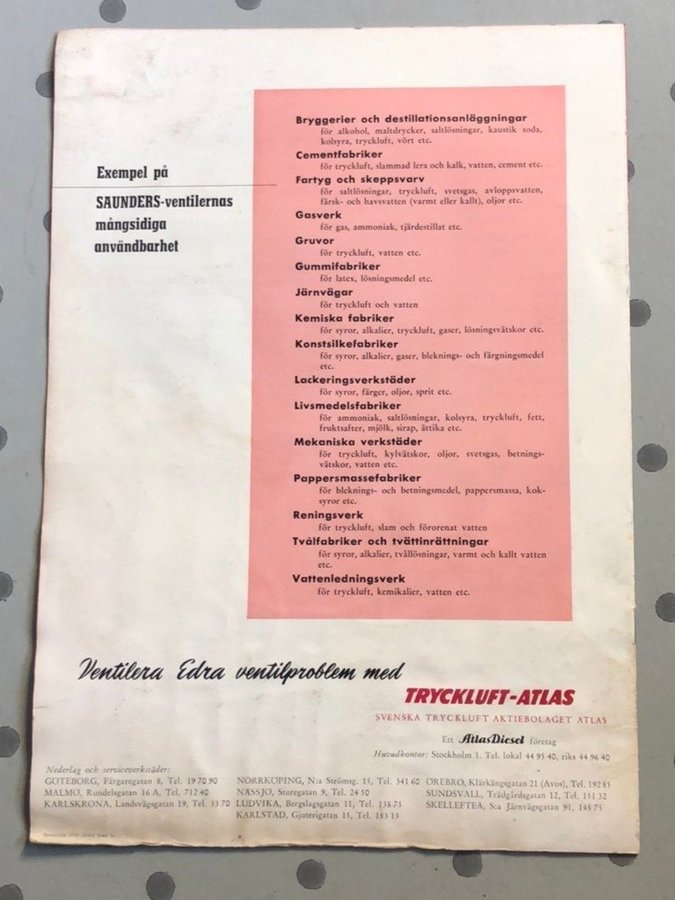 Exempel på
SAUNDERS-ventilernas
mångsidiga
användbarhet
Bryggerier och destillationsanläggningar
för alkohol, maltdrycker, saltlösningar, kaustik soda,
kolsyra, tryckluft, vört etc.
Cementfabriker
för tryckluft, slammad lera och kalk, vatten, cement etc.
Fartyg och skeppsvarv
för saltlösningar, tryckluft, svetsgas, avloppsvatten,
färsk- och havsvatten (varmt eller kallt), oljor etc.
Gasverk
för gas, ammoniak, tjärdestillat etc.
Gruvor
för tryckluft, vatten etc.
Gummifabriker
för latex, lösningsmedel etc.
Järnvägar
för tryckluft och vatten
Kemiska fabriker
för syror, alkalier, tryckluft, gaser, lösningsvätskor etc.
Konstsilkefabriker
för syror, alkalier, gaser, bleknings- och färgningsmedel
etc.
Lackeringsverkstäder
för syror, färger, oljor, sprit etc.
Livsmedelsfabriker
för ammoniak, saltlösningar, kolsyra, tryckluft, fett,
fruktsafter, mjölk, sirap, ättika etc.
Mekaniska verkstäder
för tryckluft, kylvätskor, oljor, svetsgas, betnings-
vätskor, vatten etc.
Pappersmassefabriker
för bleknings- och betningsmedel, pappersmassa, kok-
syror etc.
Reningsverk
för tryckluft, slam och förorenat vatten
Tvålfabriker och tvättinrättningar
för syror, alkalier, tvållösningar, varmt och kallt vatten
etc.
Vattenledningsverk
för tryckluft, kemikalier, vatten etc.
Ventilera Edra ventilproblem med
TRYCKLUFT-ATLAS
SVENSKA TRYCKLUFT AKTIEBOLAGET ATLAS
Ett AtlasDiesel företag
Huvudkontor: Stockholm 1. Tel. lokal 44 95 40, riks 44 96 40
Nederlag och serviceverkstäder:
GÖTEBORG, Färgaregatan 8, Tel. 19 70 90
MALMÖ, Rundelsgatan 16 A, Tel. 712 40
KARLSKRONA, Landsvägsgatan 19, Tel. 33 70
NORRKÖPING, N:a Strömsg. 15, Tel. 341 60
NÄSSJÖ, Storegatan 9, Tel. 24 50
LUDVIKA, Bergslagsgatan 11, Tel. 138 75
KARLSTAD, Gjuterigatan 15, Tel. 183 13
ÖREBRO, Klärkängsgatan 21 (Avos), Tel. 192 81
SUNDSVALL, Trädgårdsgatan 12, Tel. 151 32
SKELLEFTEÅ, S:a Järnvägsgatan 91, 148 75